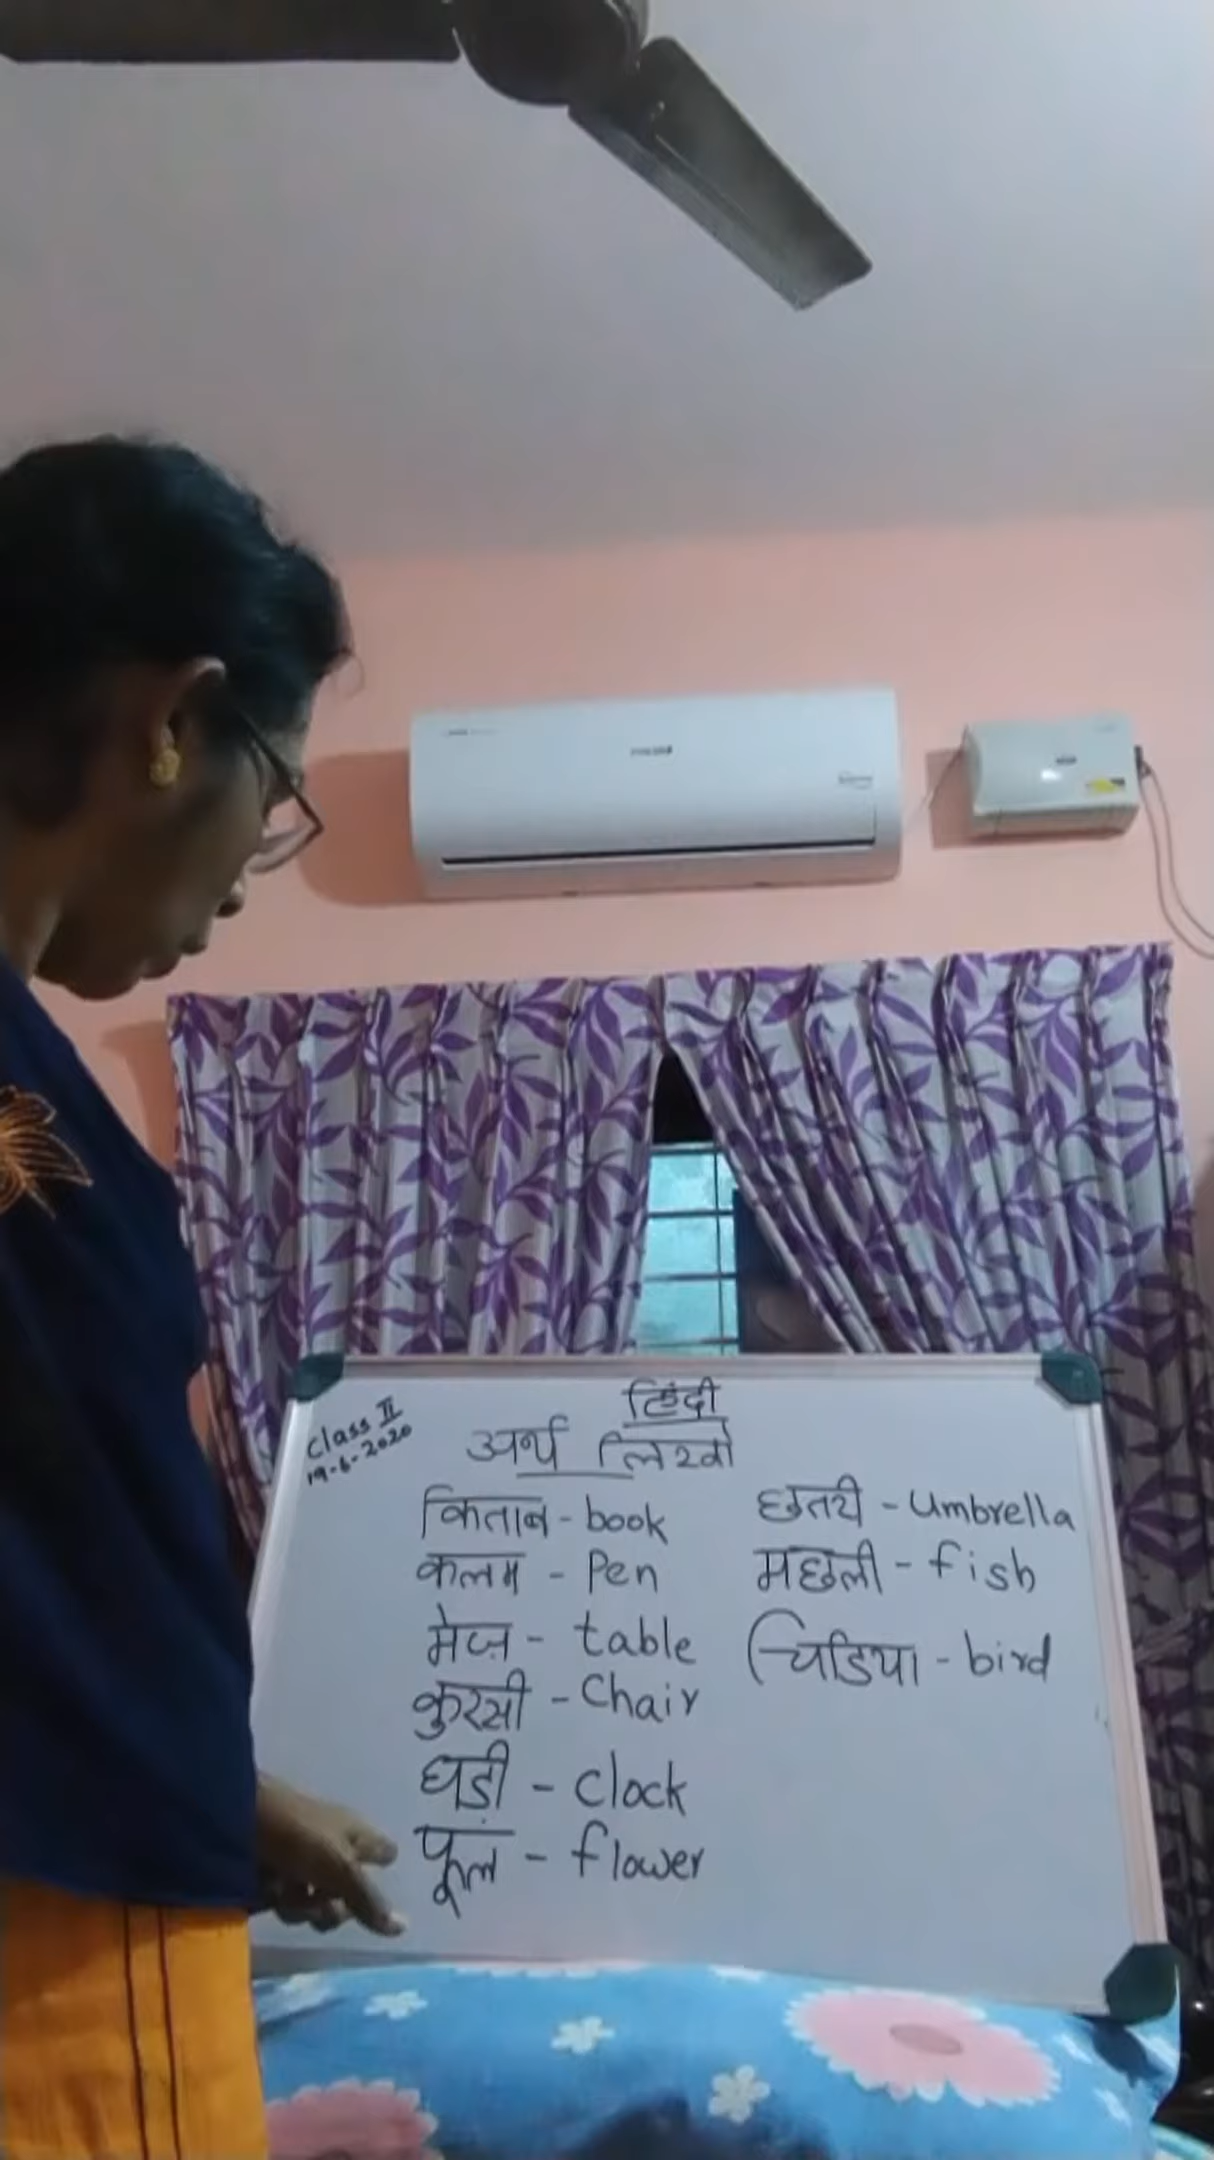 हिंदी
Class II
19-6-2020
अर्थ लिखो
किताब - book
कलम - Pen
मेज़ - table
कुरसी - Chair
घड़ी - Clock
फूल - flower
छतरी - Umbrella
मछली - fish
चिडिया - bird